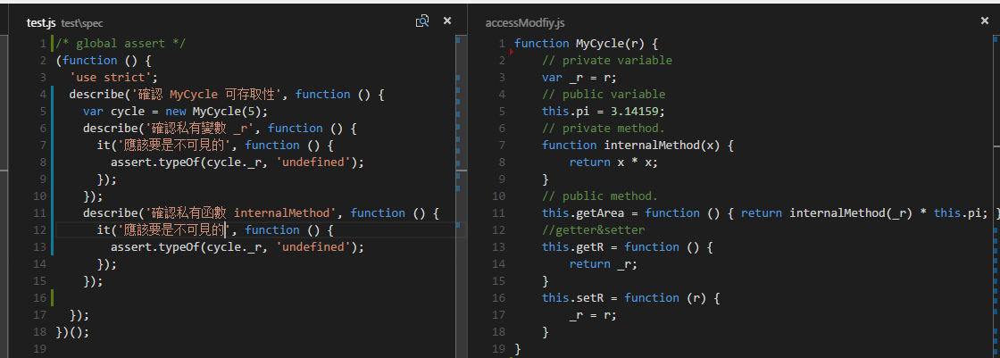 test.js test\spec
1 /* global assert */
2 (function () {
3 'use strict';
4 describe('確認 MyCycle 可存取性', function () {
5 var cycle = new MyCycle(5);
6 describe('確認私有變數 _r', function () {
7 it('應該要是不可見的', function () {
8 assert.typeOf(cycle._r, 'undefined');
9 });
10 });
11 describe('確認私有函數 internalMethod', function () {
12 it('應該要是不可見的', function () {
13 assert.typeOf(cycle._r, 'undefined');
14 });
15 });
16
17 });
18 })();
19
accessModfiy.js
1 function MyCycle(r) {
2 // private variable
3 var _r = r;
4 // public variable
5 this.pi = 3.14159;
6 // private method.
7 function internalMethod(x) {
8 return x * x;
9 }
10 // public method.
11 this.getArea = function () { return internalMethod(_r) * this.pi; }
12 //getter&setter
13 this.getR = function () {
14 return _r;
15 }
16 this.setR = function (r) {
17 _r = r;
18 }
19 }